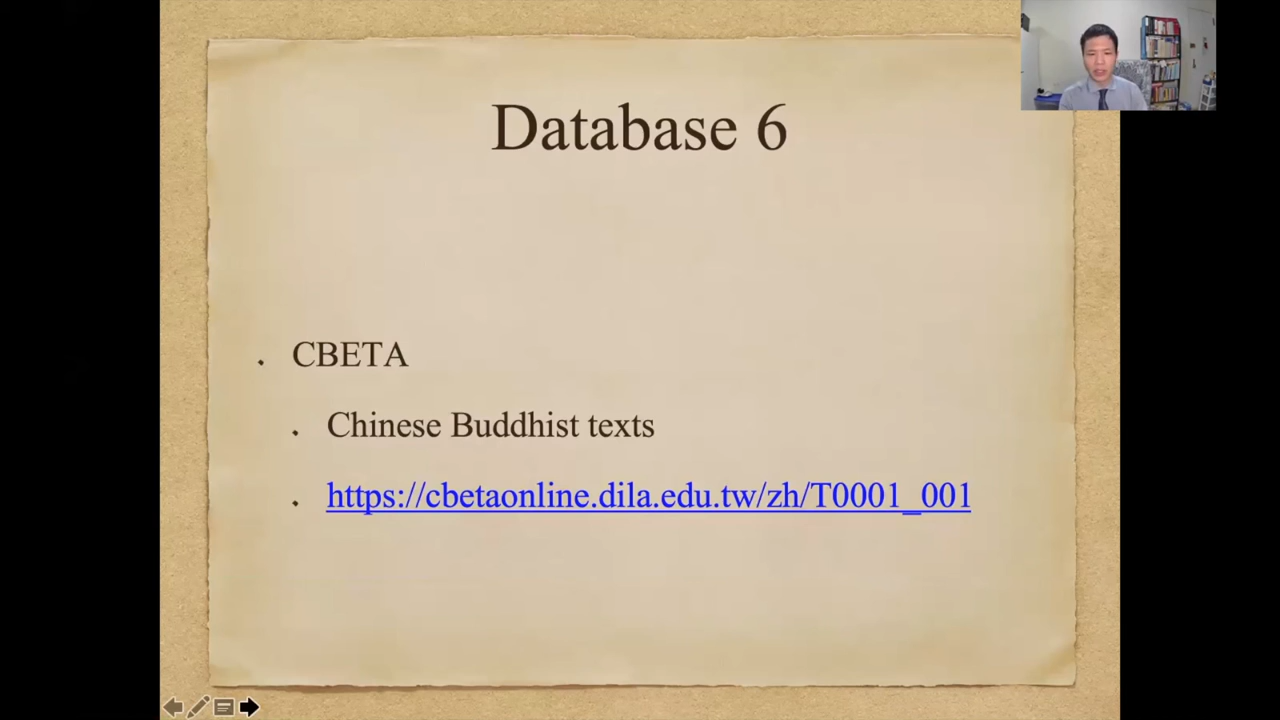 Database 6
CBETA
Chinese Buddhist texts
https://cbetaonline.dila.edu.tw/zh/T0001_001